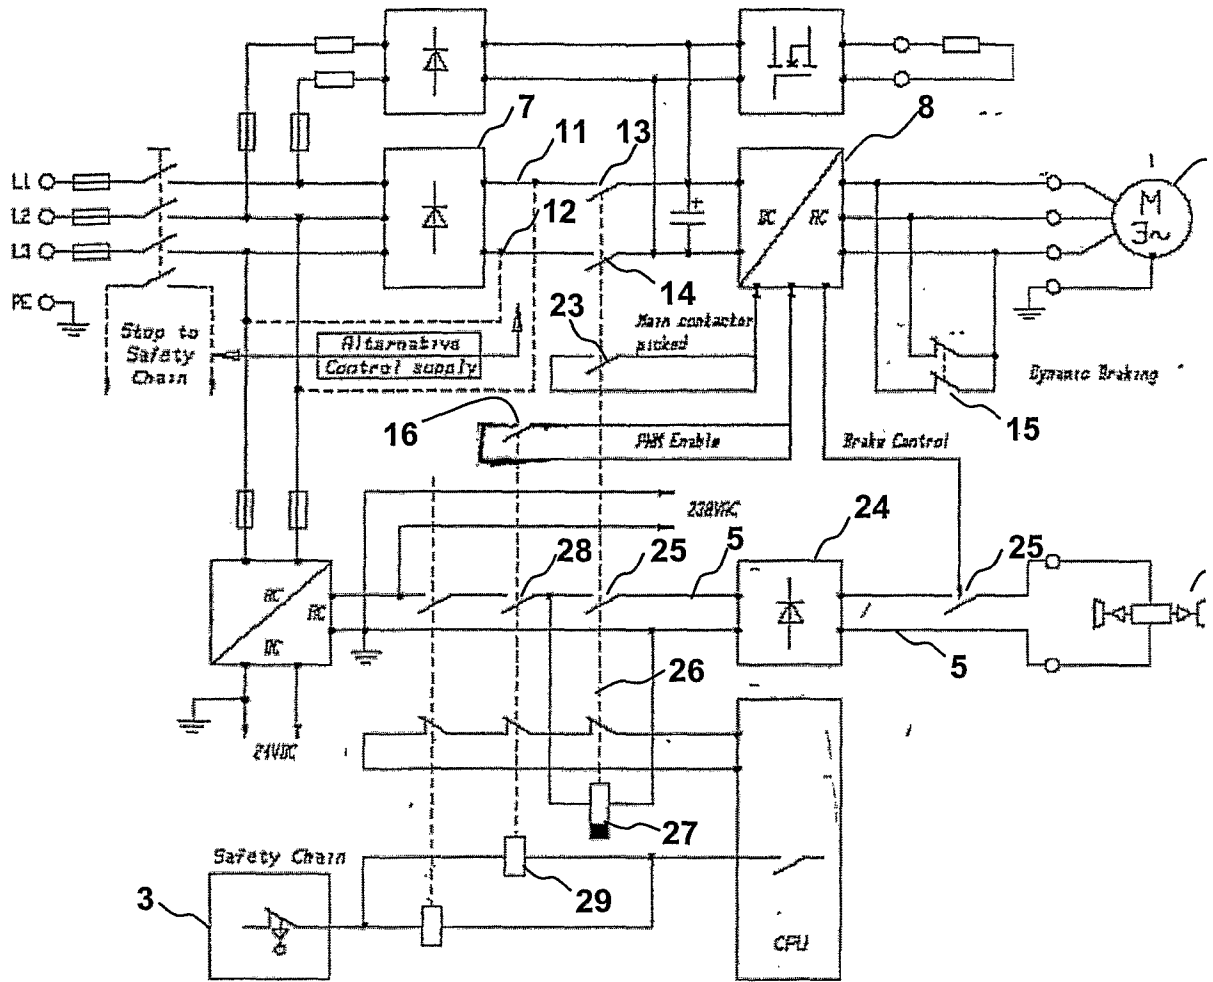 7
11
13
8
L1
L2
L3
PE
12
+
DC
AC
M
3~
14
23
Main contactor
picked
Stop to
Safety
Chain
Alternative
Control supply
Dynamic Braking
15
16
PWM Enable
Brake Control
230VAC
24
28
25
5
25
AC
AC
DC
5
26
24VDC
27
Safety Chain
3
29
CPU